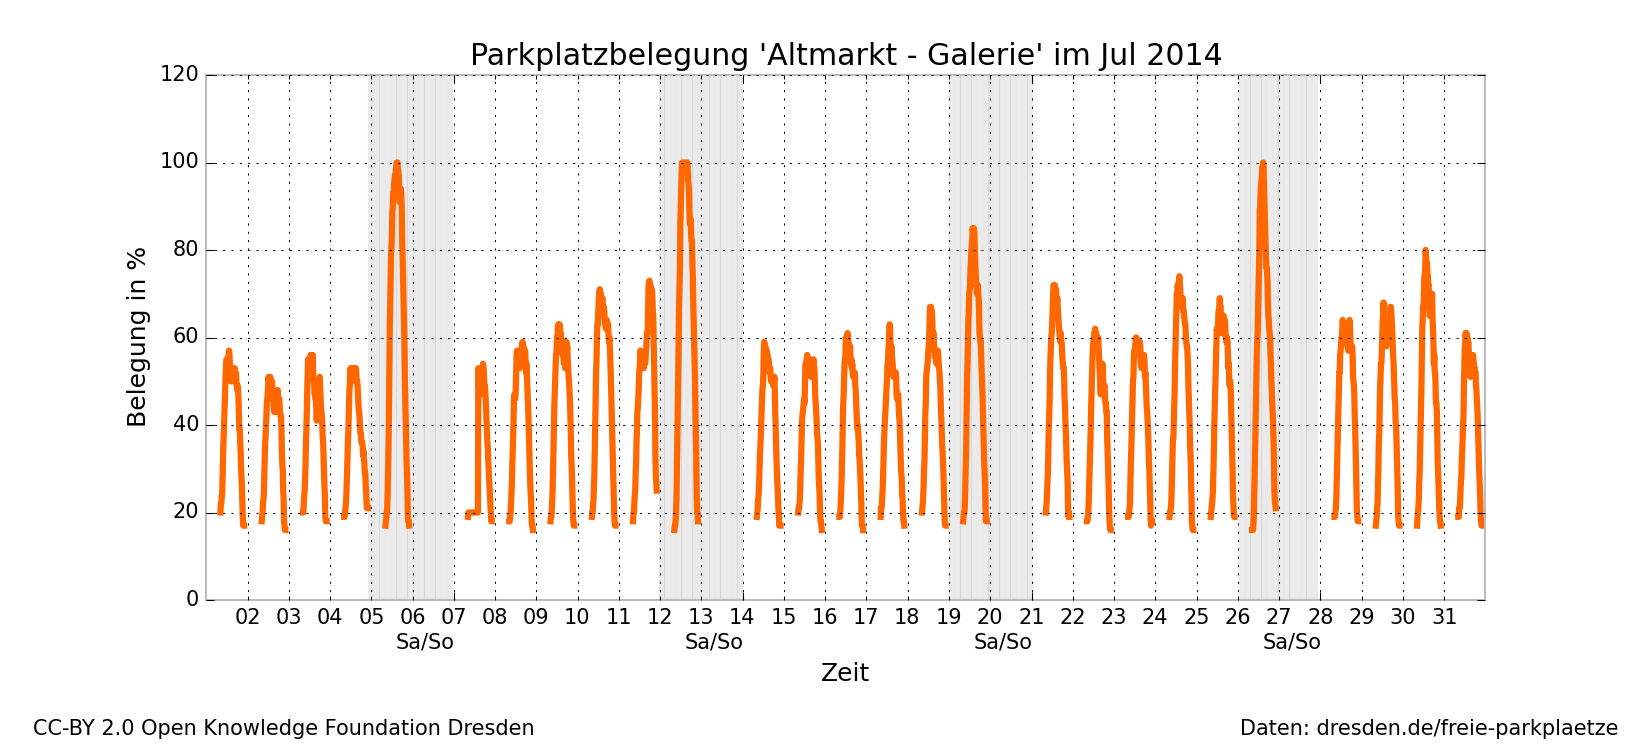 Parkplatzbelegung 'Altmarkt - Galerie' im Jul 2014
120
100
80
60
40
20
0
Belegung in %
02 03 04 05 06 07 08 09 10 11 12 13 14 15 16 17 18 19 20 21 22 23 24 25 26 27 28 29 30 31
Sa/So Sa/So Sa/So Sa/So
Zeit
CC-BY 2.0 Open Knowledge Foundation Dresden
Daten: dresden.de/freie-parkplaetze